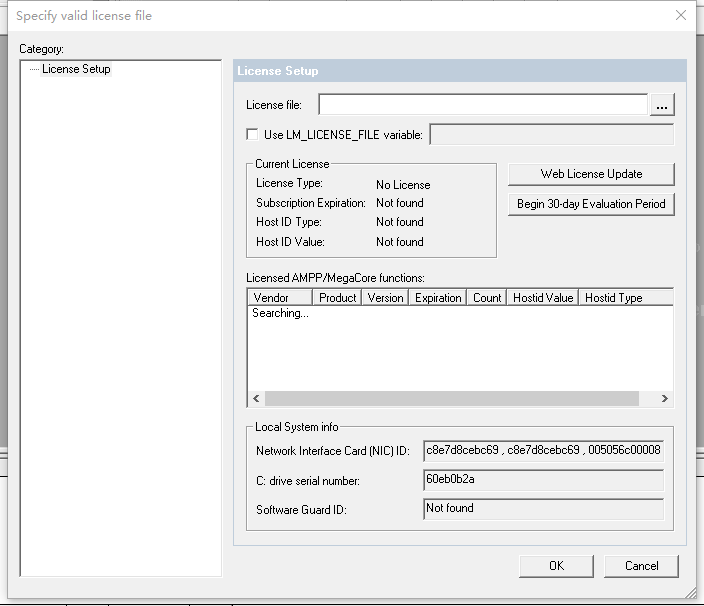 Specify valid license file
Category:
License Setup
License Setup
License file:
...
Use LM_LICENSE_FILE variable:
Current License
License Type: No License
Subscription Expiration: Not found
Host ID Type: Not found
Host ID Value: Not found
Web License Update
Begin 30-day Evaluation Period
Licensed AMPP/MegaCore functions:
Vendor Product Version Expiration Count Hostid Value Hostid Type
Searching...
Local System info
Network Interface Card (NIC) ID: c8e7d8cebc69 , c8e7d8cebc69 , 005056c00008
C: drive serial number: 60eb0b2a
Software Guard ID: Not found
OK Cancel